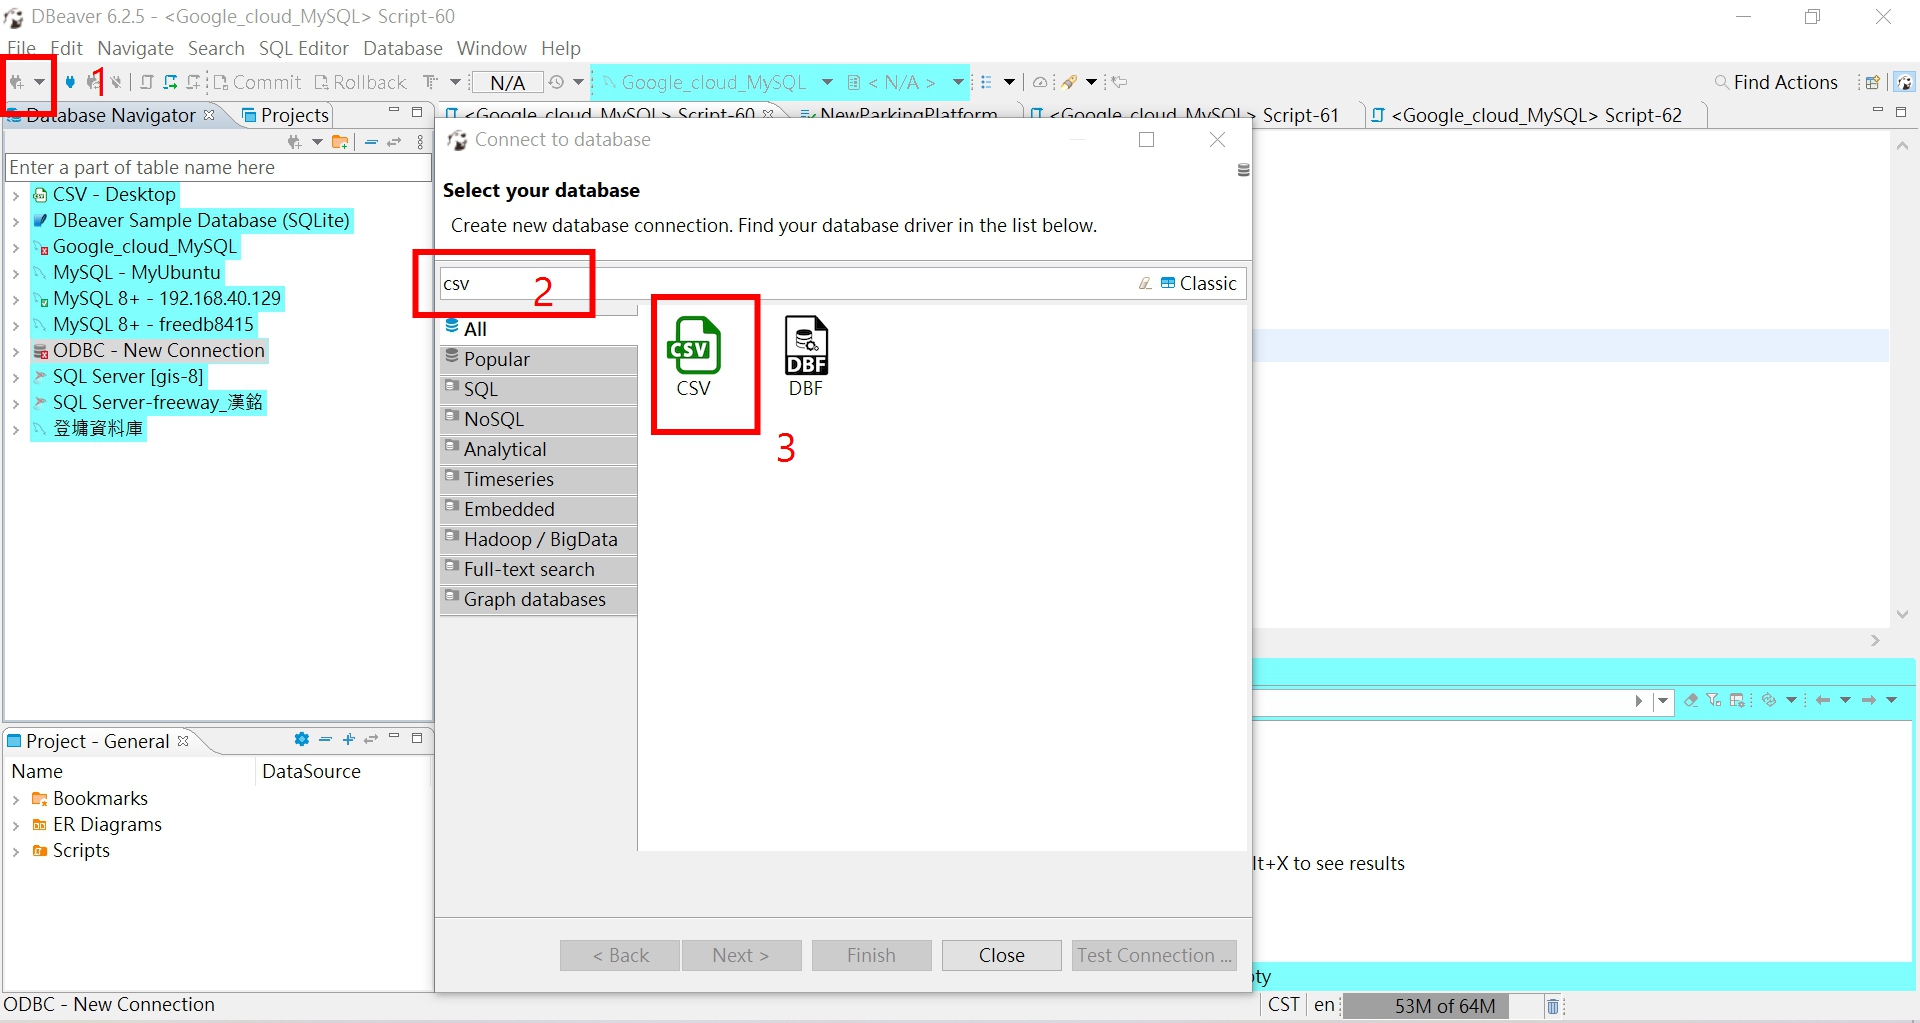 DBeaver 6.2.5 - <Google_cloud_MySQL> Script-60
File Edit Navigate Search SQL Editor Database Window Help
1 Commit Rollback N/A Google_cloud_MySQL < N/A > Find Actions
Database Navigator Projects <Google_cloud_MySQL> Script-60 NewParkingPlatform <Google_cloud_MySQL> Script-61 <Google_cloud_MySQL> Script-62
Enter a part of table name here
CSV - Desktop
DBeaver Sample Database (SQLite)
Google_cloud_MySQL
MySQL - MyUbuntu
MySQL 8+ - 192.168.40.129
MySQL 8+ - freedb8415
ODBC - New Connection
SQL Server [gis-8]
SQL Server-freeway_漢銘
登墉資料庫
Connect to database
Select your database
Create new database connection. Find your database driver in the list below.
csv 2 Classic
All
Popular
SQL
NoSQL
Analytical
Timeseries
Embedded
Hadoop / BigData
Full-text search
Graph databases
CSV
CSV
3
DBF
DBF
< Back Next > Finish Close Test Connection ...
Project - General
Name DataSource
Bookmarks
ER Diagrams
Scripts
lt+X to see results
pty
ODBC - New Connection CST en 53M of 64M